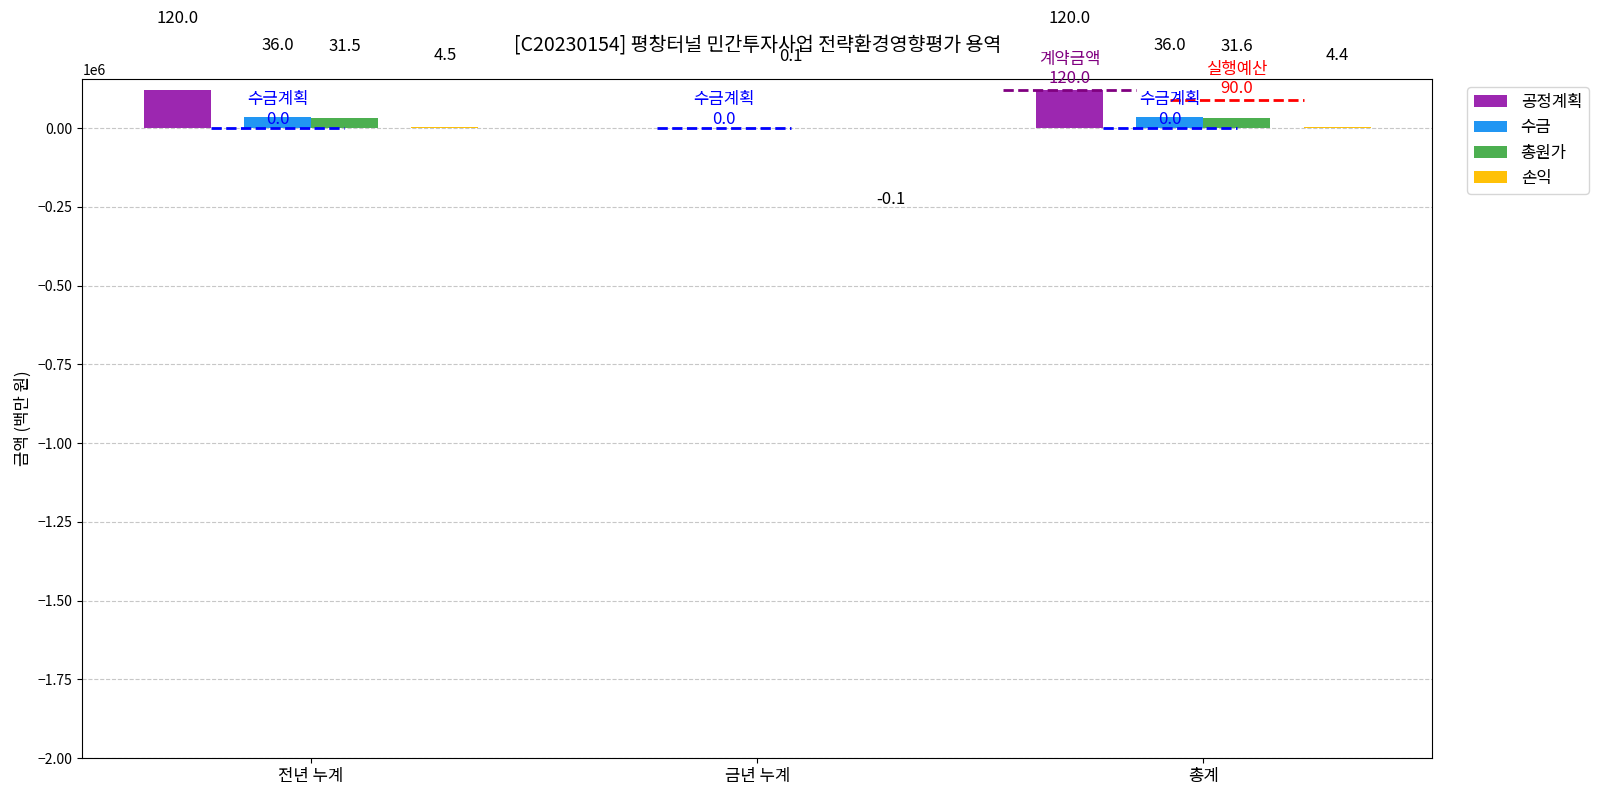 120.0
120.0
36.0
31.5
4.5
[C20230154] 평창터널 민간투자사업 전략환경영향평가 용역
0.1
36.0
31.6
4.4
계약금액
120.0
실행예산
90.0
1e6
수금계획
0.0
수금계획
0.0
수금계획
0.0
공정계획
수금
총원가
손익
-0.1
0.00
−0.25
−0.50
−0.75
−1.00
−1.25
−1.50
−1.75
−2.00
금액 (백만 원)
전년 누계
금년 누계
총계